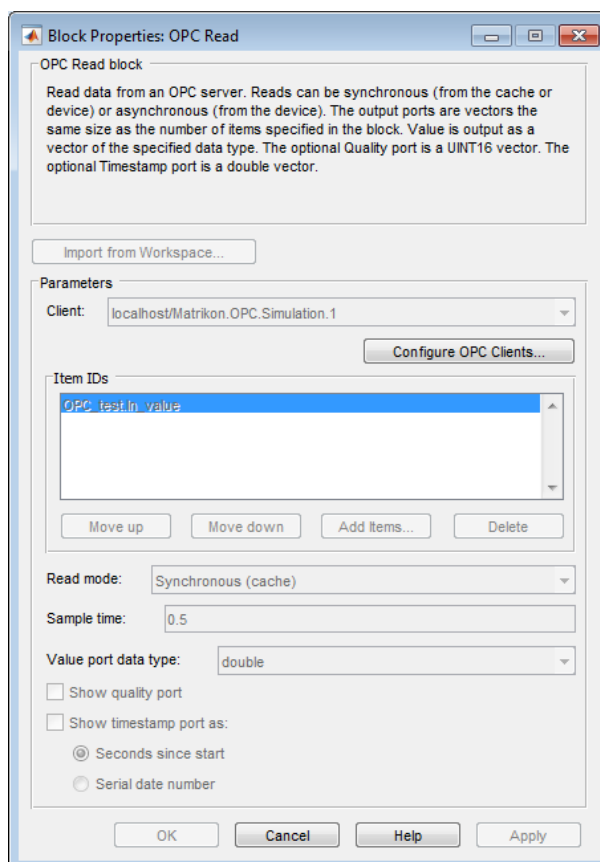 Block Properties: OPC Read
OPC Read block
Read data from an OPC server. Reads can be synchronous (from the cache or
device) or asynchronous (from the device). The output ports are vectors the
same size as the number of items specified in the block. Value is output as a
vector of the specified data type. The optional Quality port is a UINT16 vector. The
optional Timestamp port is a double vector.
Import from Workspace...
Parameters
Client: localhost/Matrikon.OPC.Simulation.1
Configure OPC Clients...
Item IDs
OPC_test.In_value
Move up Move down Add Items... Delete
Read mode: Synchronous (cache)
Sample time: 0.5
Value port data type: double
Show quality port
Show timestamp port as:
Seconds since start
Serial date number
OK Cancel Help Apply